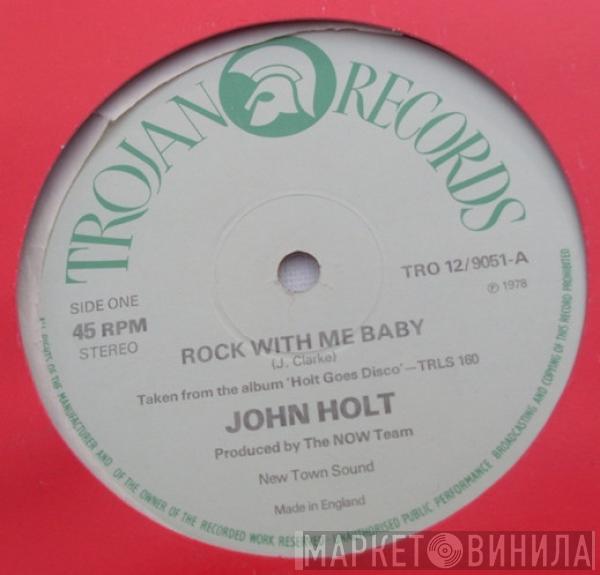 TROJAN RECORDS
SIDE ONE
45 RPM
STEREO
TRO 12/9051-A
℗ 1978
ROCK WITH ME BABY
(J. Clarke)
Taken from the album 'Holt Goes Disco'—TRLS 160
JOHN HOLT
Produced by The NOW Team
New Town Sound
Made in England
OF THE MANUFACTURER AND OF THE OWNER OF THE RECORDED WORK RESERVED—UNAUTHORISED PUBLIC PERFORMANCE BROADCASTING AND COPYING OF THIS RECORD PROHIBITED
МАРКЕТ ВИНИЛА